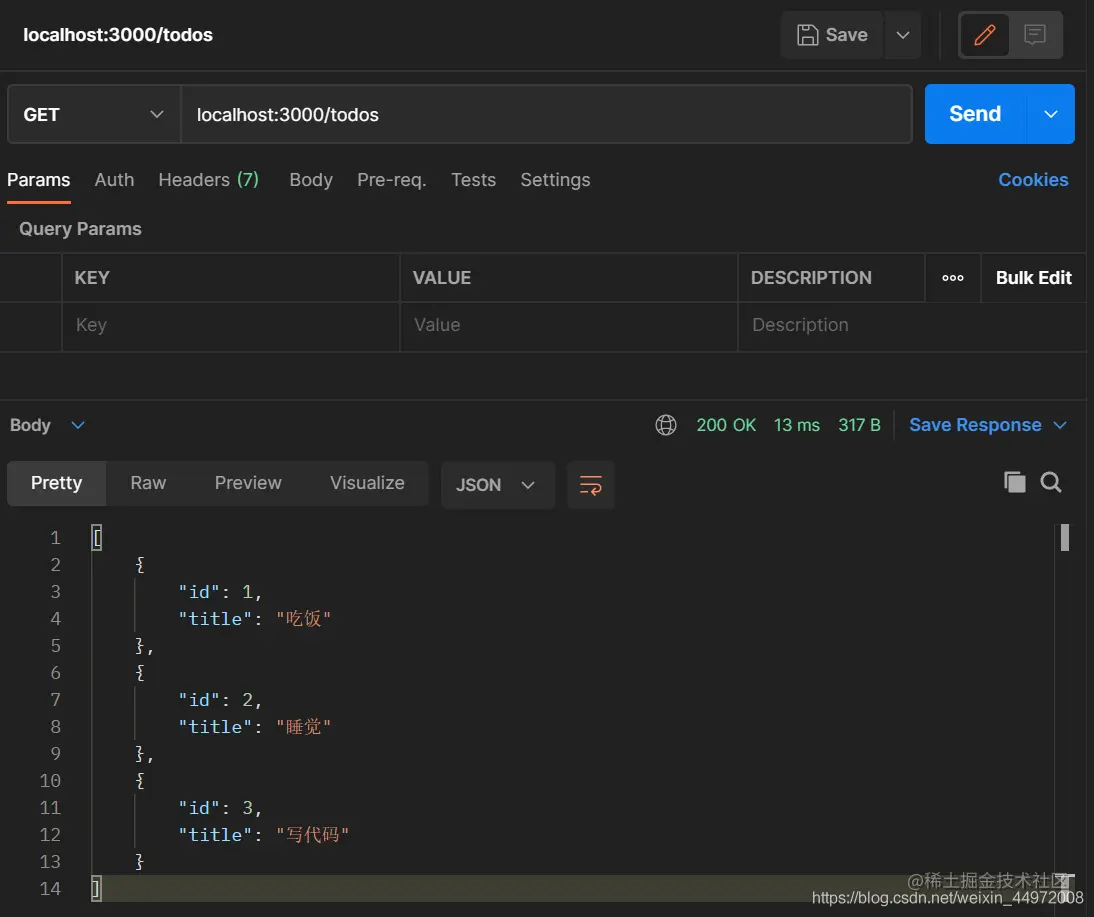 localhost:3000/todos Save
GET localhost:3000/todos Send
Params Auth Headers (7) Body Pre-req. Tests Settings Cookies
Query Params
KEY VALUE DESCRIPTION ooo Bulk Edit
Key Value Description
Body 200 OK 13 ms 317 B Save Response
Pretty Raw Preview Visualize JSON
1 [
2 {
3 "id": 1,
4 "title": "吃饭"
5 },
6 {
7 "id": 2,
8 "title": "睡觉"
9 },
10 {
11 "id": 3,
12 "title": "写代码"
13 }
14 ]
@稀土掘金技术社区
https://blog.csdn.net/weixin_44972008